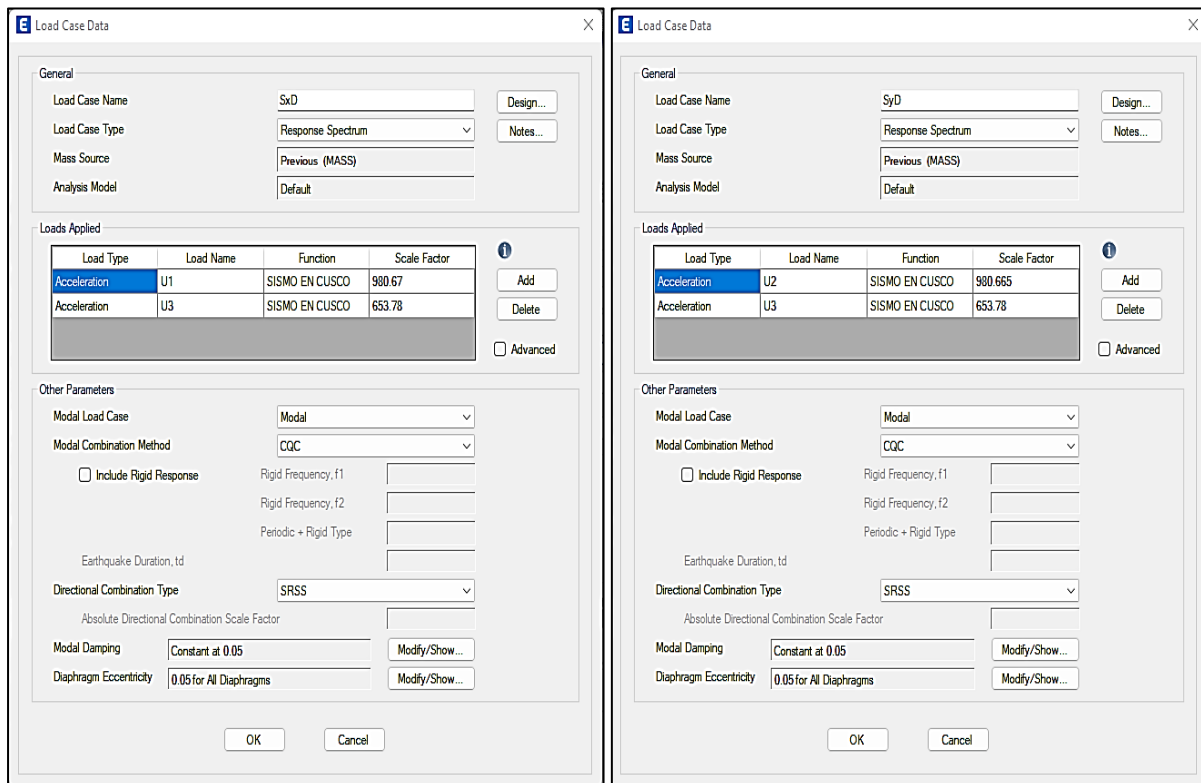 E Load Case Data
General
Load Case Name SxD Design...
Load Case Type Response Spectrum Notes...
Mass Source Previous (MASS)
Analysis Model Default
Loads Applied
Load Type Load Name Function Scale Factor
Acceleration U1 SISMO EN CUSCO 980.67 Add
Acceleration U3 SISMO EN CUSCO 653.78 Delete
Advanced
Other Parameters
Modal Load Case Modal
Modal Combination Method CQC
Include Rigid Response Rigid Frequency, f1
Rigid Frequency, f2
Periodic + Rigid Type
Earthquake Duration, td
Directional Combination Type SRSS
Absolute Directional Combination Scale Factor
Modal Damping Constant at 0.05 Modify/Show...
Diaphragm Eccentricity 0.05 for All Diaphragms Modify/Show...
OK Cancel
E Load Case Data
General
Load Case Name SyD Design...
Load Case Type Response Spectrum Notes...
Mass Source Previous (MASS)
Analysis Model Default
Loads Applied
Load Type Load Name Function Scale Factor
Acceleration U2 SISMO EN CUSCO 980.665 Add
Acceleration U3 SISMO EN CUSCO 653.78 Delete
Advanced
Other Parameters
Modal Load Case Modal
Modal Combination Method CQC
Include Rigid Response Rigid Frequency, f1
Rigid Frequency, f2
Periodic + Rigid Type
Earthquake Duration, td
Directional Combination Type SRSS
Absolute Directional Combination Scale Factor
Modal Damping Constant at 0.05 Modify/Show...
Diaphragm Eccentricity 0.05 for All Diaphragms Modify/Show...
OK Cancel